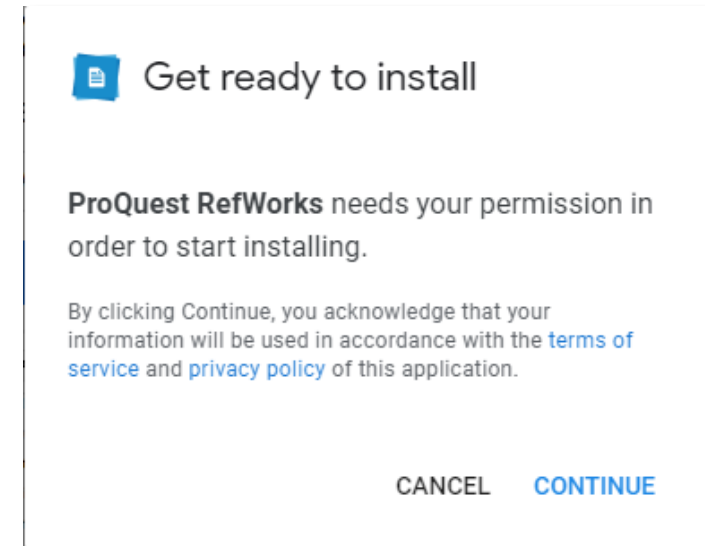 Get ready to install
ProQuest RefWorks needs your permission in
order to start installing.
By clicking Continue, you acknowledge that your
information will be used in accordance with the terms of
service and privacy policy of this application.
CANCEL CONTINUE